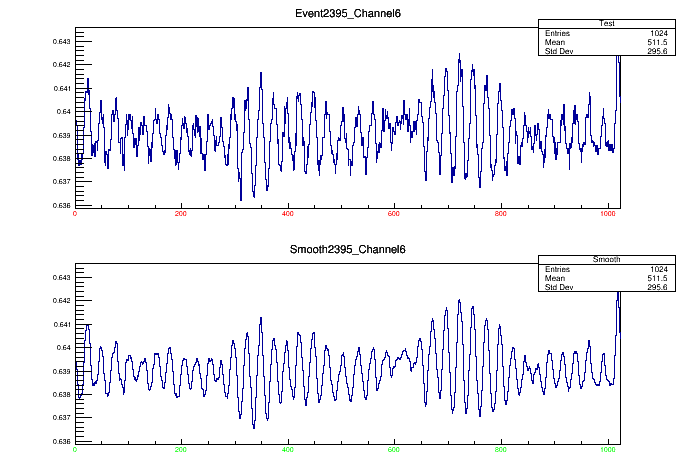 Event2395_Channel6
Test
Entries 1024
Mean 511.5
Std Dev 295.6
0.643
0.642
0.641
0.64
0.639
0.638
0.637
0.636
0 200 400 600 800 1000
Smooth2395_Channel6
Smooth
Entries 1024
Mean 511.5
Std Dev 295.6
0.643
0.642
0.641
0.64
0.639
0.638
0.637
0.636
0 200 400 600 800 1000